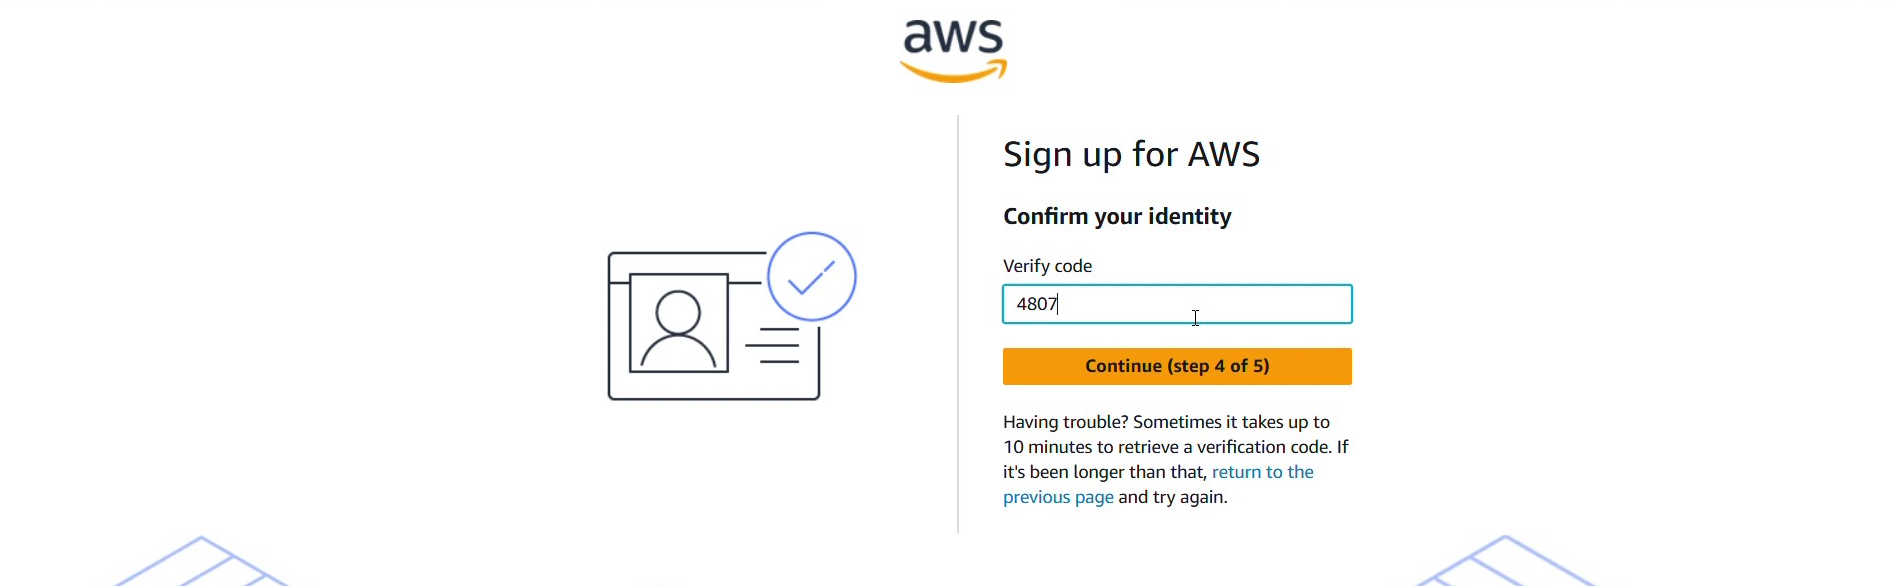 aws
Sign up for AWS
Confirm your identity
Verify code
4807
Continue (step 4 of 5)
Having trouble? Sometimes it takes up to
10 minutes to retrieve a verification code. If
it's been longer than that, return to the
previous page and try again.